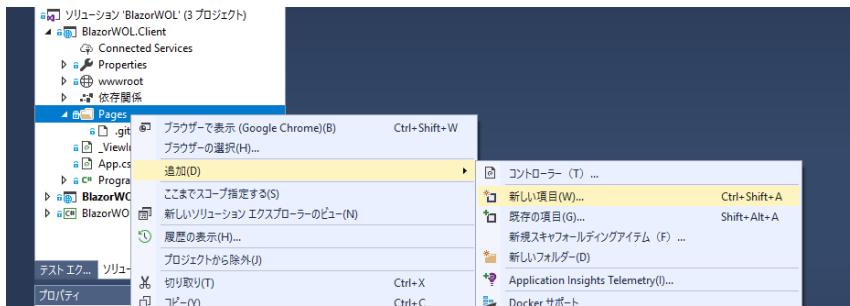 ソリューション 'BlazorWOL' (3 プロジェクト)
BlazorWOL.Client
Connected Services
Properties
wwwroot
依存関係
Pages
.git
_ViewI
App.cs
Progra
BlazorWO
BlazorWO
テスト エク... ソリュー
プロパティ
ブラウザーで表示 (Google Chrome)(B) Ctrl+Shift+W
ブラウザーの選択(H)...
追加(D)
ここまでスコープ指定する(S)
新しいソリューション エクスプローラーのビュー(N)
履歴の表示(H)...
プロジェクトから除外(J)
切り取り(T) Ctrl+X
コピー(Y) Ctrl+C
コントローラー (T) ...
新しい項目(W)... Ctrl+Shift+A
既存の項目(G)... Shift+Alt+A
新規スキャフォールディングアイテム (F) ...
新しいフォルダー(D)
Application Insights Telemetry(I)...
Docker サポート